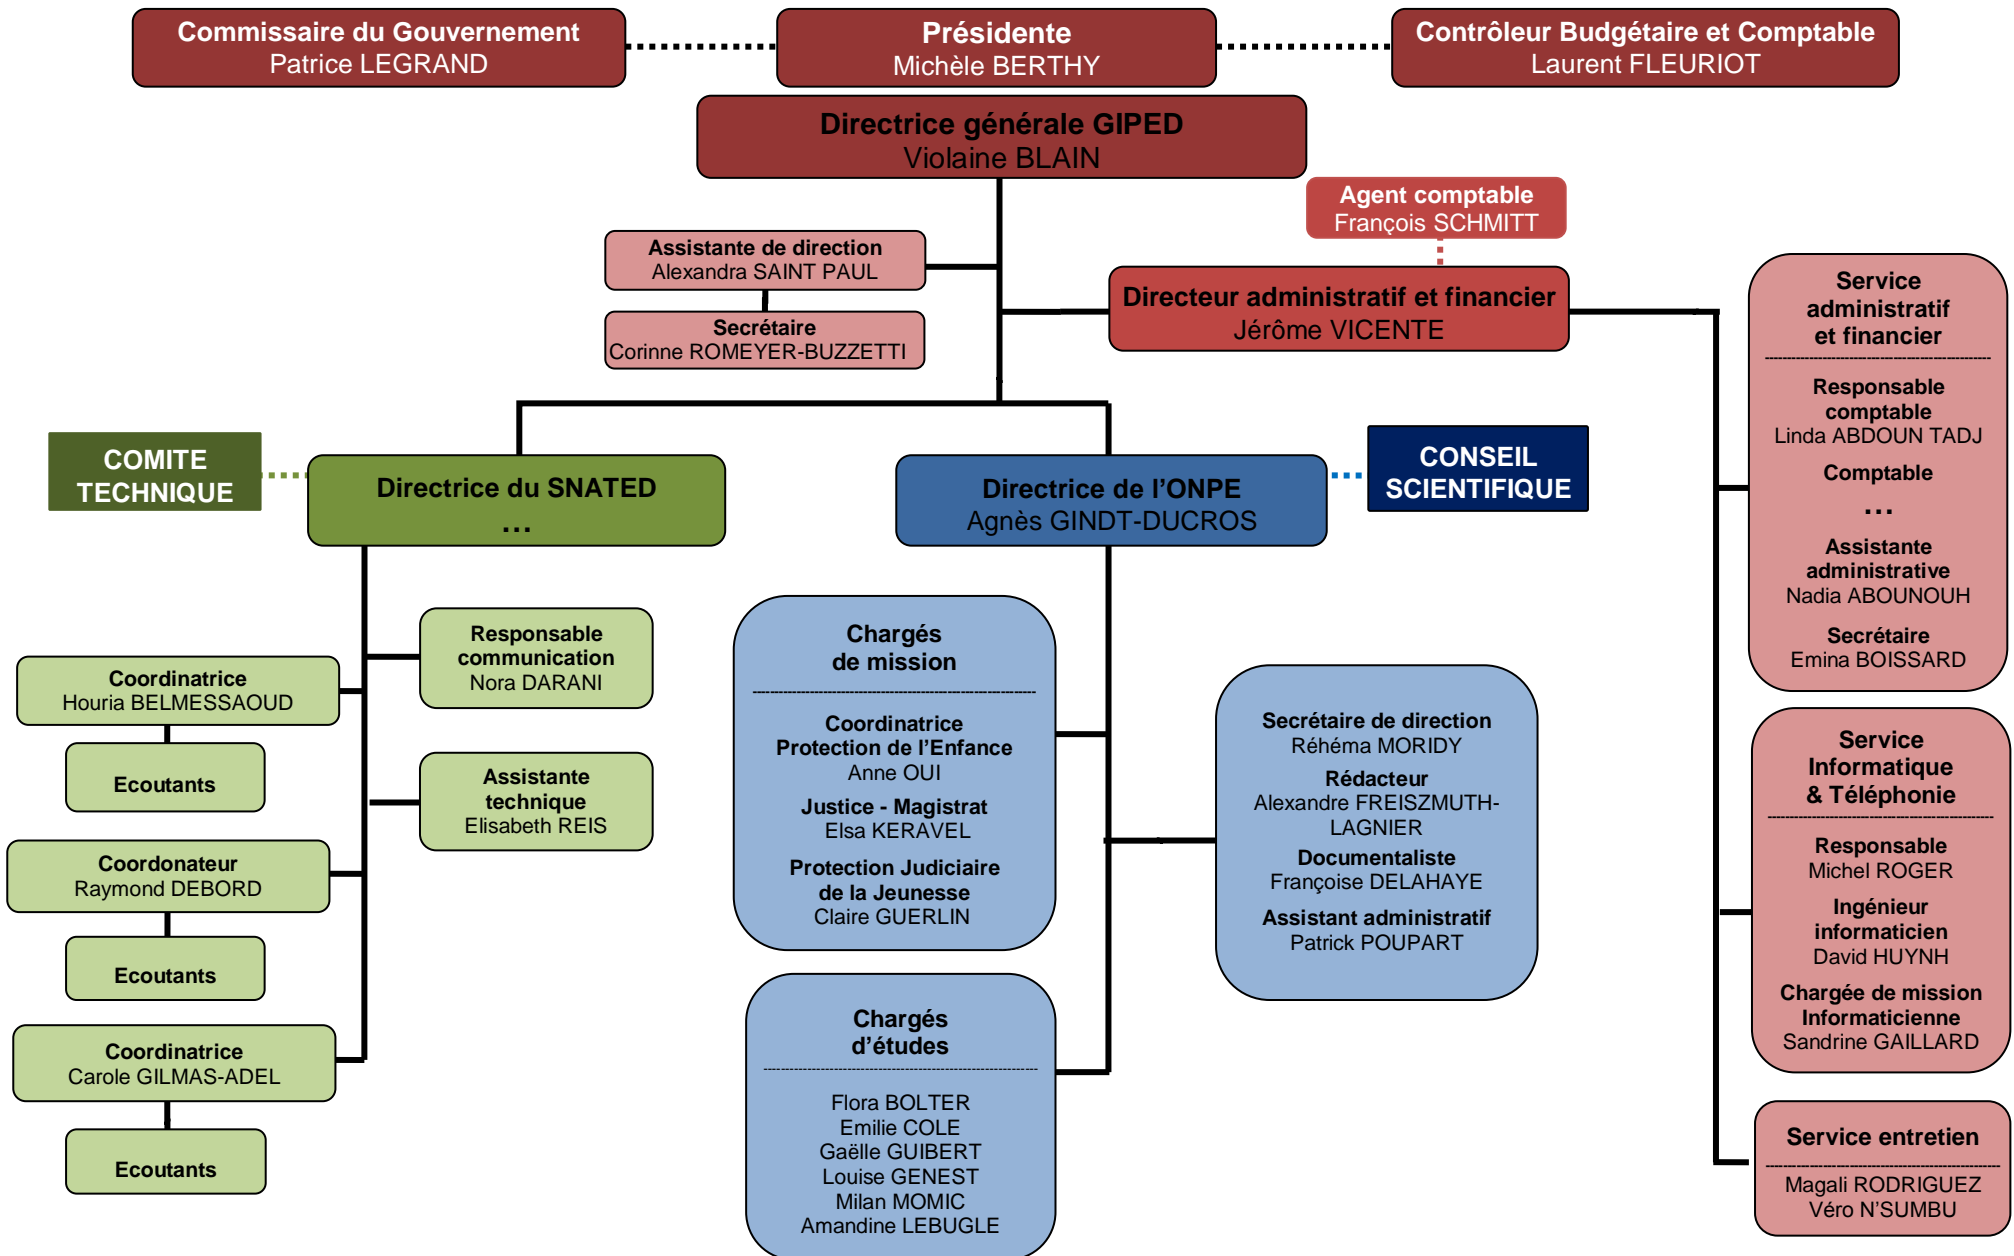 Commissaire du Gouvernement
Patrice LEGRAND
Présidente
Michèle BERTHY
Contrôleur Budgétaire et Comptable
Laurent FLEURIOT
Directrice générale GIPED
Violaine BLAIN
Agent comptable
François SCHMITT
Assistante de direction
Alexandra SAINT PAUL
Secrétaire
Corinne ROMEYER-BUZZETTI
Directeur administratif et financier
Jérôme VICENTE
COMITE
TECHNIQUE
Directrice du SNATED
...
Directrice de l’ONPE
Agnès GINDT-DUCROS
CONSEIL
SCIENTIFIQUE
Responsable
communication
Nora DARANI
Coordinatrice
Houria BELMESSAOUD
Ecoutants
Assistante
technique
Elisabeth REIS
Coordonateur
Raymond DEBORD
Ecoutants
Coordinatrice
Carole GILMAS-ADEL
Ecoutants
Chargés
de mission
Coordinatrice
Protection de l’Enfance
Anne OUI
Justice - Magistrat
Elsa KERAVEL
Protection Judiciaire
de la Jeunesse
Claire GUERLIN
Chargés
d’études
Flora BOLTER
Emilie COLE
Gaëlle GUIBERT
Louise GENEST
Milan MOMIC
Amandine LEBUGLE
Secrétaire de direction
Réhéma MORIDY
Rédacteur
Alexandre FREISZMUTH-
LAGNIER
Documentaliste
Françoise DELAHAYE
Assistant administratif
Patrick POUPART
Service
administratif
et financier
Responsable
comptable
Linda ABDOUN TADJ
Comptable
...
Assistante
administrative
Nadia ABOUNOUH
Secrétaire
Emina BOISSARD
Service
Informatique
& Téléphonie
Responsable
Michel ROGER
Ingénieur
informaticien
David HUYNH
Chargée de mission
Informaticienne
Sandrine GAILLARD
Service entretien
Magali RODRIGUEZ
Véro N’SUMBU